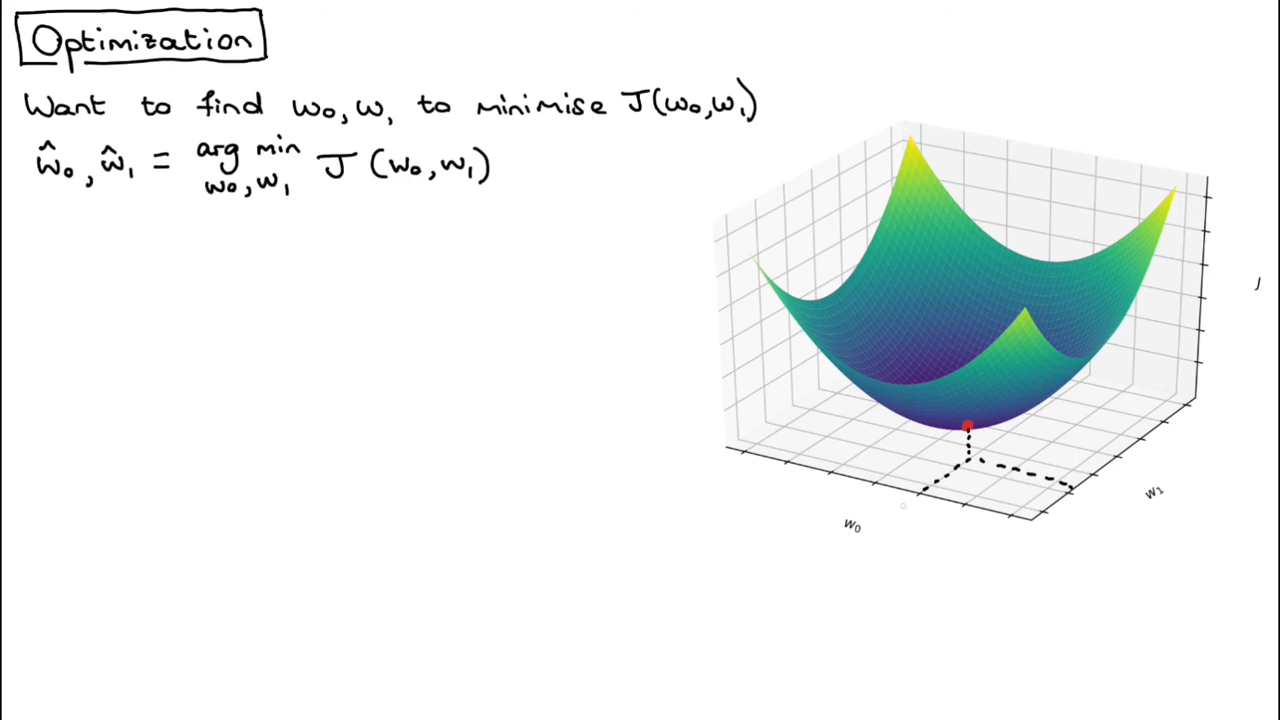 Optimization
Want to find w₀, w₁ to minimise J(w₀,w₁)
ŵ₀, ŵ₁ = arg min J (w₀,w₁)
w₀,w₁
J
w₁
w₀